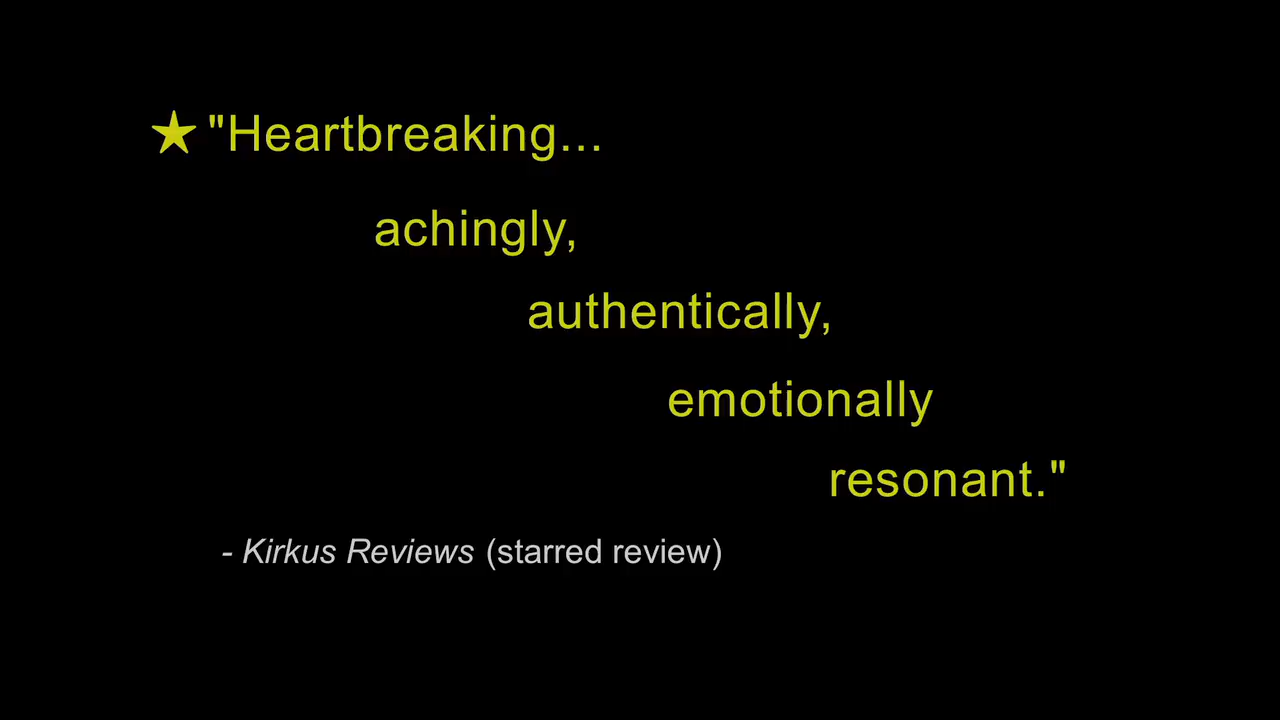 ★ "Heartbreaking...
achingly,
authentically,
emotionally
resonant."
- Kirkus Reviews (starred review)